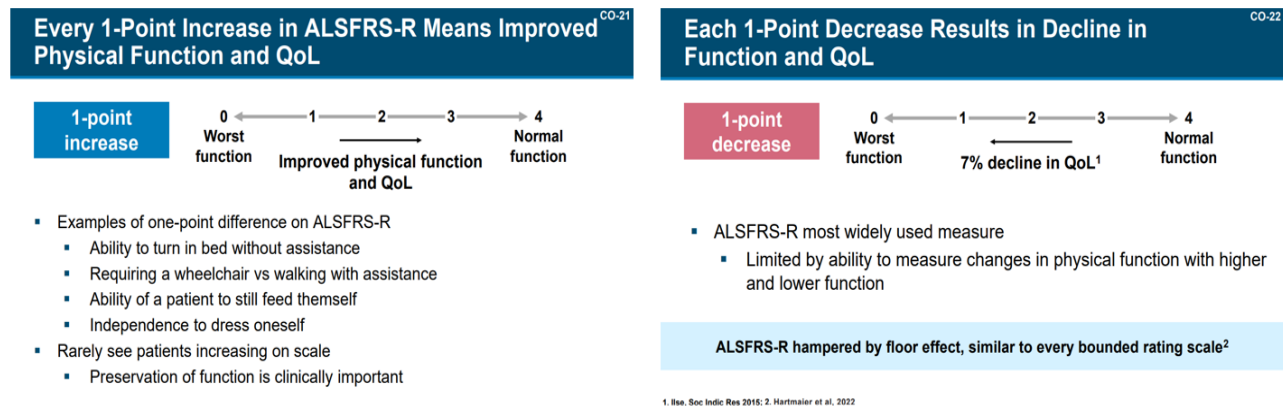 CO-21
Every 1-Point Increase in ALSFRS-R Means Improved
Physical Function and QoL
1-point
increase
0 1 2 3 4
Worst
function
Normal
function
Improved physical function
and QoL
▪ Examples of one-point difference on ALSFRS-R
▪ Ability to turn in bed without assistance
▪ Requiring a wheelchair vs walking with assistance
▪ Ability of a patient to still feed themself
▪ Independence to dress oneself
▪ Rarely see patients increasing on scale
▪ Preservation of function is clinically important
CO-22
Each 1-Point Decrease Results in Decline in
Function and QoL
1-point
decrease
0 1 2 3 4
Worst
function
Normal
function
7% decline in QoL¹
▪ ALSFRS-R most widely used measure
▪ Limited by ability to measure changes in physical function with higher
and lower function
ALSFRS-R hampered by floor effect, similar to every bounded rating scale²
1. Ilse, Soc Indic Res 2015; 2. Hartmaier et al, 2022